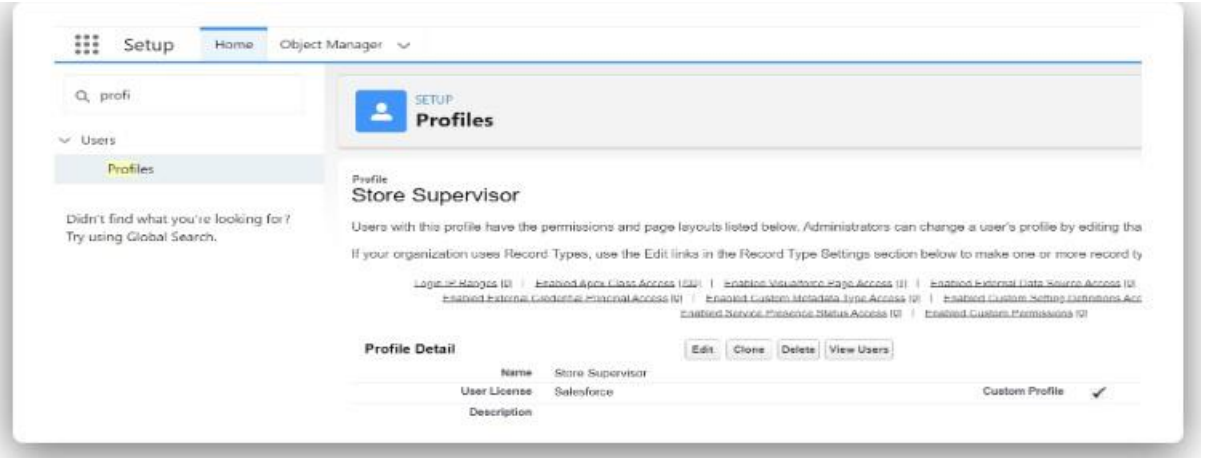 Setup Home Object Manager
profi
Users
Profiles
Didn't find what you're looking for?
Try using Global Search.
SETUP
Profiles
Profile
Store Supervisor
Users with this profile have the permissions and page layouts listed below. Administrators can change a user's profile by editing tha
If your organization uses Record Types, use the Edit links in the Record Type Settings section below to make one or more record ty
Login IP Ranges [0] | Enabled Apex Class Access | Enabled Visualforce Page Access | Enabled External Data Source Access [0]
Enabled External Credential Principal Access [0] | Enabled Custom Metadata Type Access [0] | Enabled Custom Setting Definitions Acc
Enabled Service Presence Status Access [0] | Enabled Custom Permissions [0]
Profile Detail Edit Clone Delete View Users
Name Store Supervisor
User License Salesforce Custom Profile ✓
Description